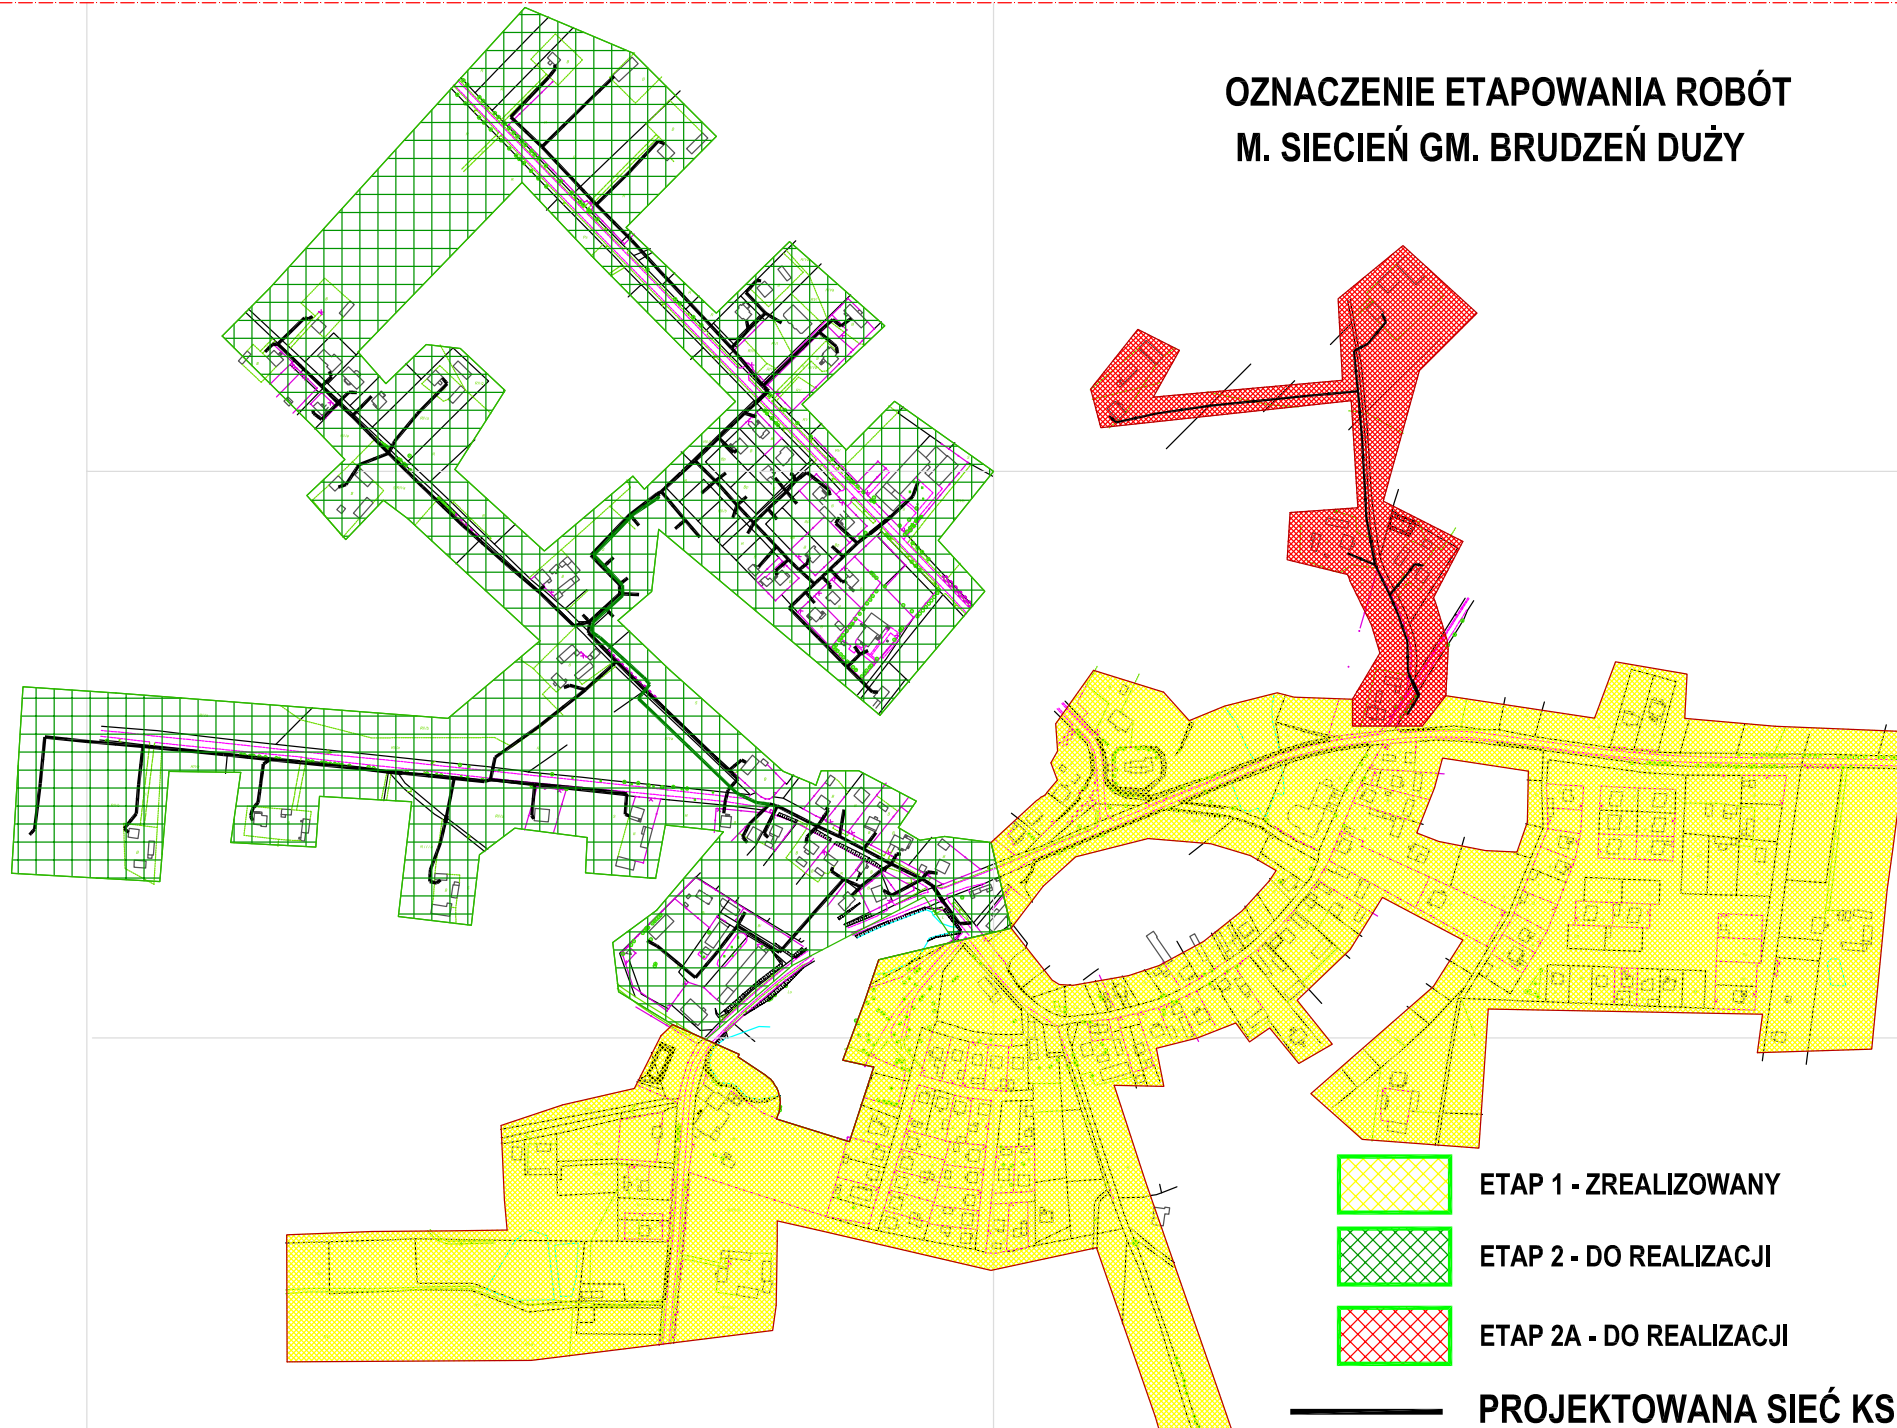 OZNACZENIE ETAPOWANIA ROBÓT
M. SIECIEŃ GM. BRUDZEŃ DUŻY
ETAP 1 - ZREALIZOWANY
ETAP 2 - DO REALIZACJI
ETAP 2A - DO REALIZACJI
PROJEKTOWANA SIEĆ KS